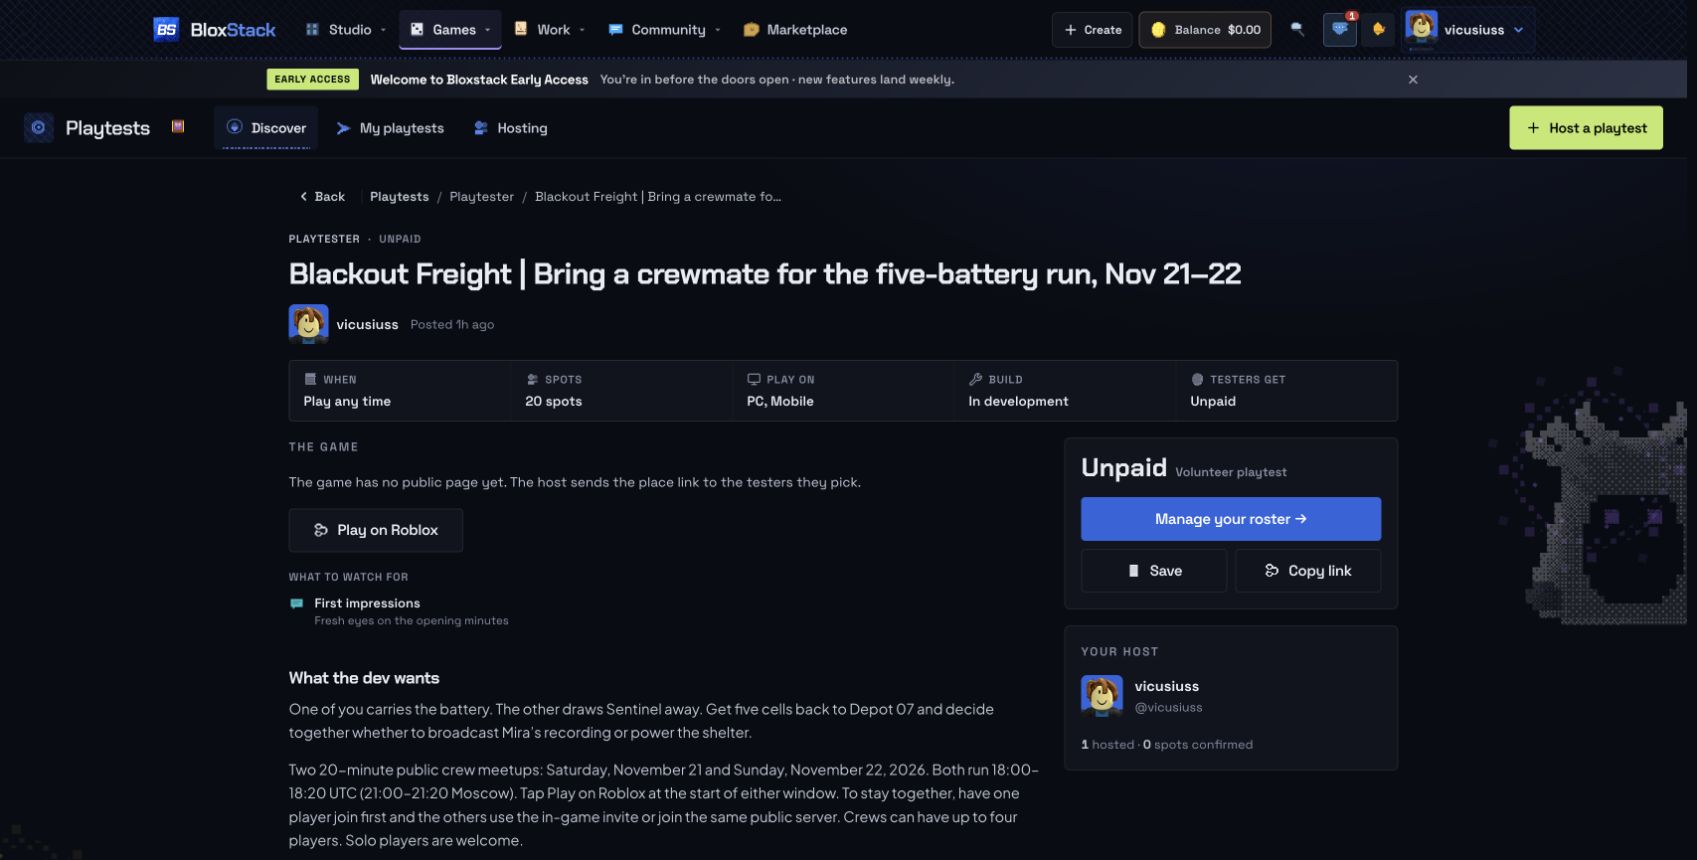 BS BloxStack Studio Games Work Community Marketplace + Create Balance $0.00 1 vicusiuss
EARLY ACCESS Welcome to Bloxstack Early Access You're in before the doors open · new features land weekly. ×
Playtests Discover My playtests Hosting + Host a playtest
< Back Playtests / Playtester / Blackout Freight | Bring a crewmate fo...
PLAYTESTER · UNPAID
Blackout Freight | Bring a crewmate for the five-battery run, Nov 21–22
vicusiuss Posted 1h ago
WHEN
Play any time
SPOTS
20 spots
PLAY ON
PC, Mobile
BUILD
In development
TESTERS GET
Unpaid
THE GAME
The game has no public page yet. The host sends the place link to the testers they pick.
Play on Roblox
WHAT TO WATCH FOR
First impressions
Fresh eyes on the opening minutes
What the dev wants
One of you carries the battery. The other draws Sentinel away. Get five cells back to Depot 07 and decide
together whether to broadcast Mira's recording or power the shelter.
Two 20-minute public crew meetups: Saturday, November 21 and Sunday, November 22, 2026. Both run 18:00–
18:20 UTC (21:00–21:20 Moscow). Tap Play on Roblox at the start of either window. To stay together, have one
player join first and the others use the in-game invite or join the same public server. Crews can have up to four
players. Solo players are welcome.
Unpaid Volunteer playtest
Manage your roster →
Save
Copy link
YOUR HOST
vicusiuss
@vicusiuss
1 hosted · 0 spots confirmed